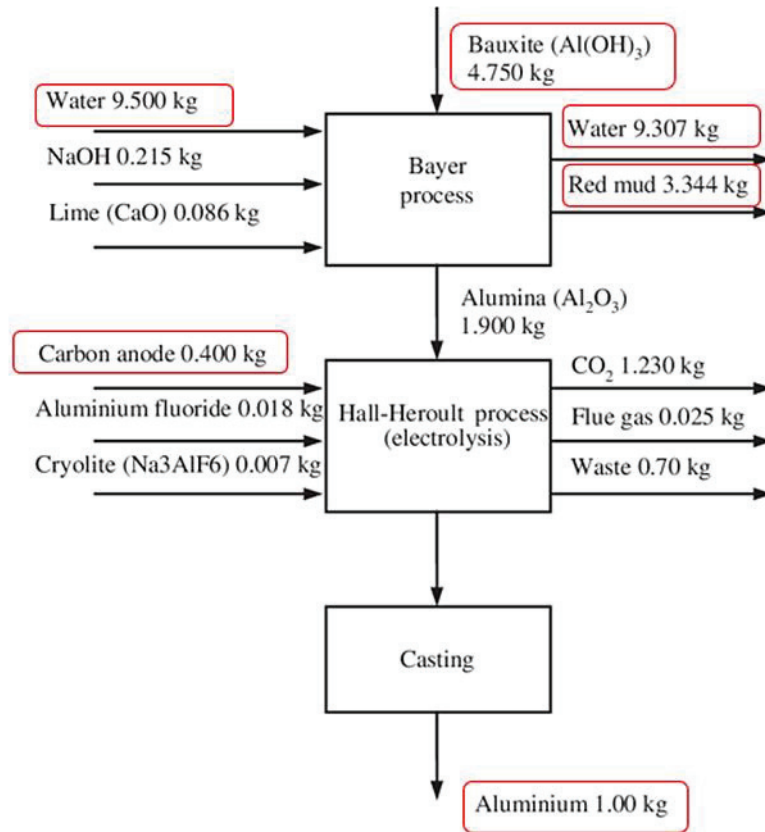 Bauxite (Al(OH)₃)
4.750 kg
Water 9.500 kg
NaOH 0.215 kg
Lime (CaO) 0.086 kg
Bayer
process
Water 9.307 kg
Red mud 3.344 kg
Alumina (Al₂O₃)
1.900 kg
Carbon anode 0.400 kg
Aluminium fluoride 0.018 kg
Cryolite (Na3AlF6) 0.007 kg
Hall-Heroult process
(electrolysis)
CO₂ 1.230 kg
Flue gas 0.025 kg
Waste 0.70 kg
Casting
Aluminium 1.00 kg